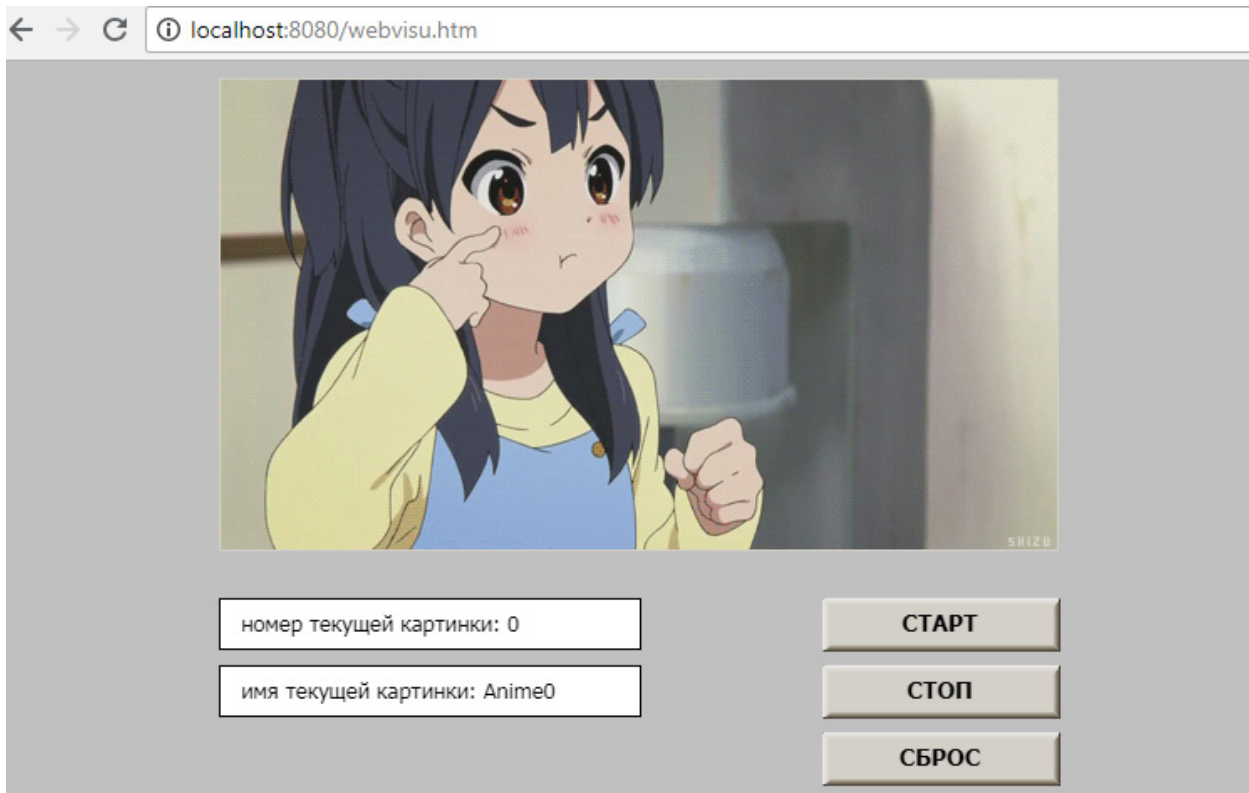 localhost:8080/webvisu.htm
SHIZU
номер текущей картинки: 0
СТАРТ
имя текущей картинки: Anime0
СТОП
СБРОС